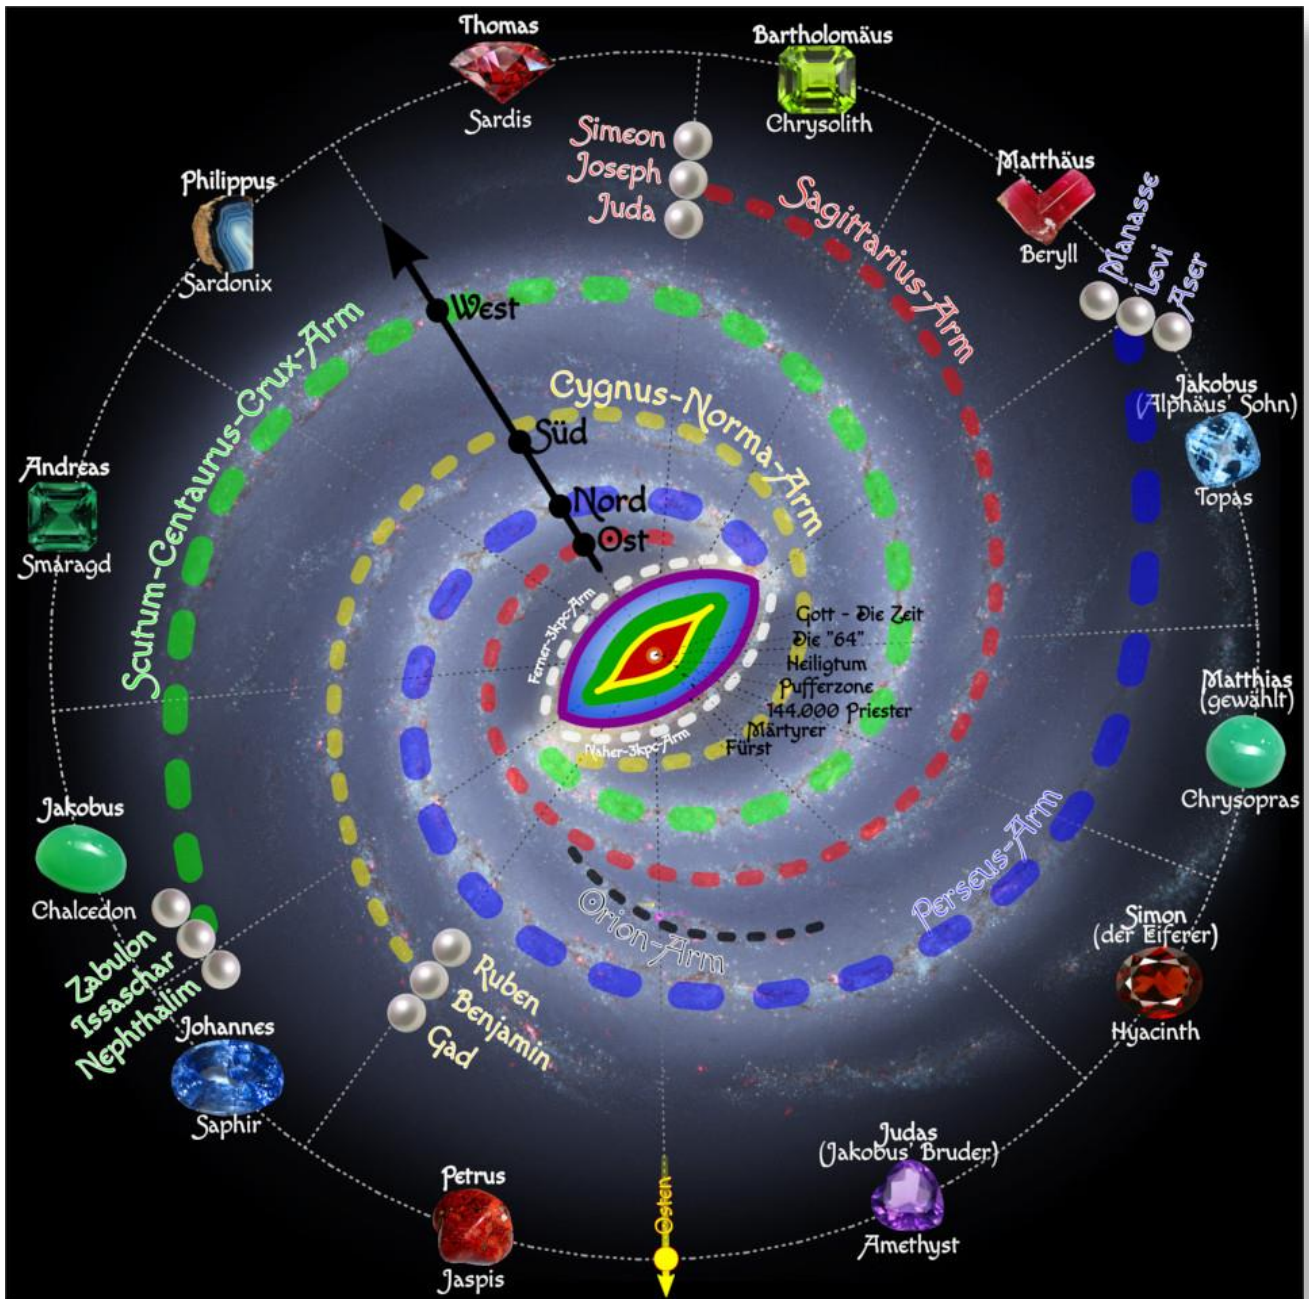 Thomas
Sardis
Bartholomäus
Chrysolith
Simeon
Joseph
Juda
Sagittarius-Arm
Matthäus
Beryll
Manasse
Levi
Aser
Philippus
Sardonix
West
Scutum-Centaurus-Crux-Arm
Cygnus-Norma-Arm
Süd
Nord
Ost
Jakobus
(Alphäus' Sohn)
Topas
Andreas
Smaragd
Ferner-3kpc-Arm
Naher-3kpc-Arm
Gott - Die Zeit
Die "64"
Heiligtum
Pufferzone
144.000 Priester
Märtyrer
Fürst
Matthias
(gewählt)
Chrysopras
Jakobus
Chalcedon
Perseus-Arm
Orion-Arm
Zabulon
Issaschar
Nephthalim
Ruben
Benjamin
Gad
Simon
(der Eiferer)
Hyacinth
Johannes
Saphir
Judas
(Jakobus' Bruder)
Amethyst
Petrus
Jaspis
Osten